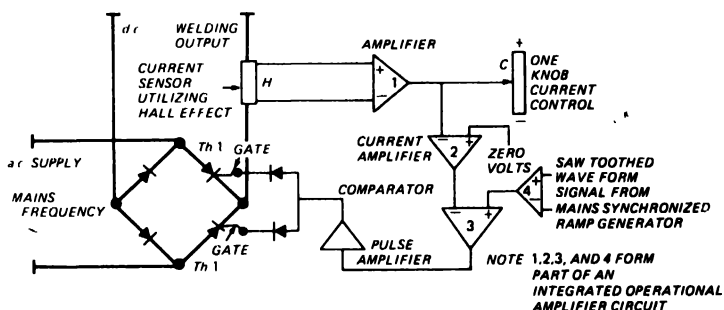 dc
WELDING
OUTPUT
AMPLIFIER
+
CURRENT
SENSOR
UTILIZING
HALL EFFECT
H
+
−
1
C
ONE
KNOB
CURRENT
CONTROL
−
Th 1
GATE
CURRENT
AMPLIFIER
−
+
2
ZERO
VOLTS
SAW TOOTHED
WAVE FORM
SIGNAL FROM
MAINS SYNCHRONIZED
RAMP GENERATOR
ac SUPPLY
MAINS
FREQUENCY
COMPARATOR
−
+
3
+
−
4
GATE
Th 1
PULSE
AMPLIFIER
NOTE 1,2,3, AND 4 FORM
PART OF AN
INTEGRATED OPERATIONAL
AMPLIFIER CIRCUIT